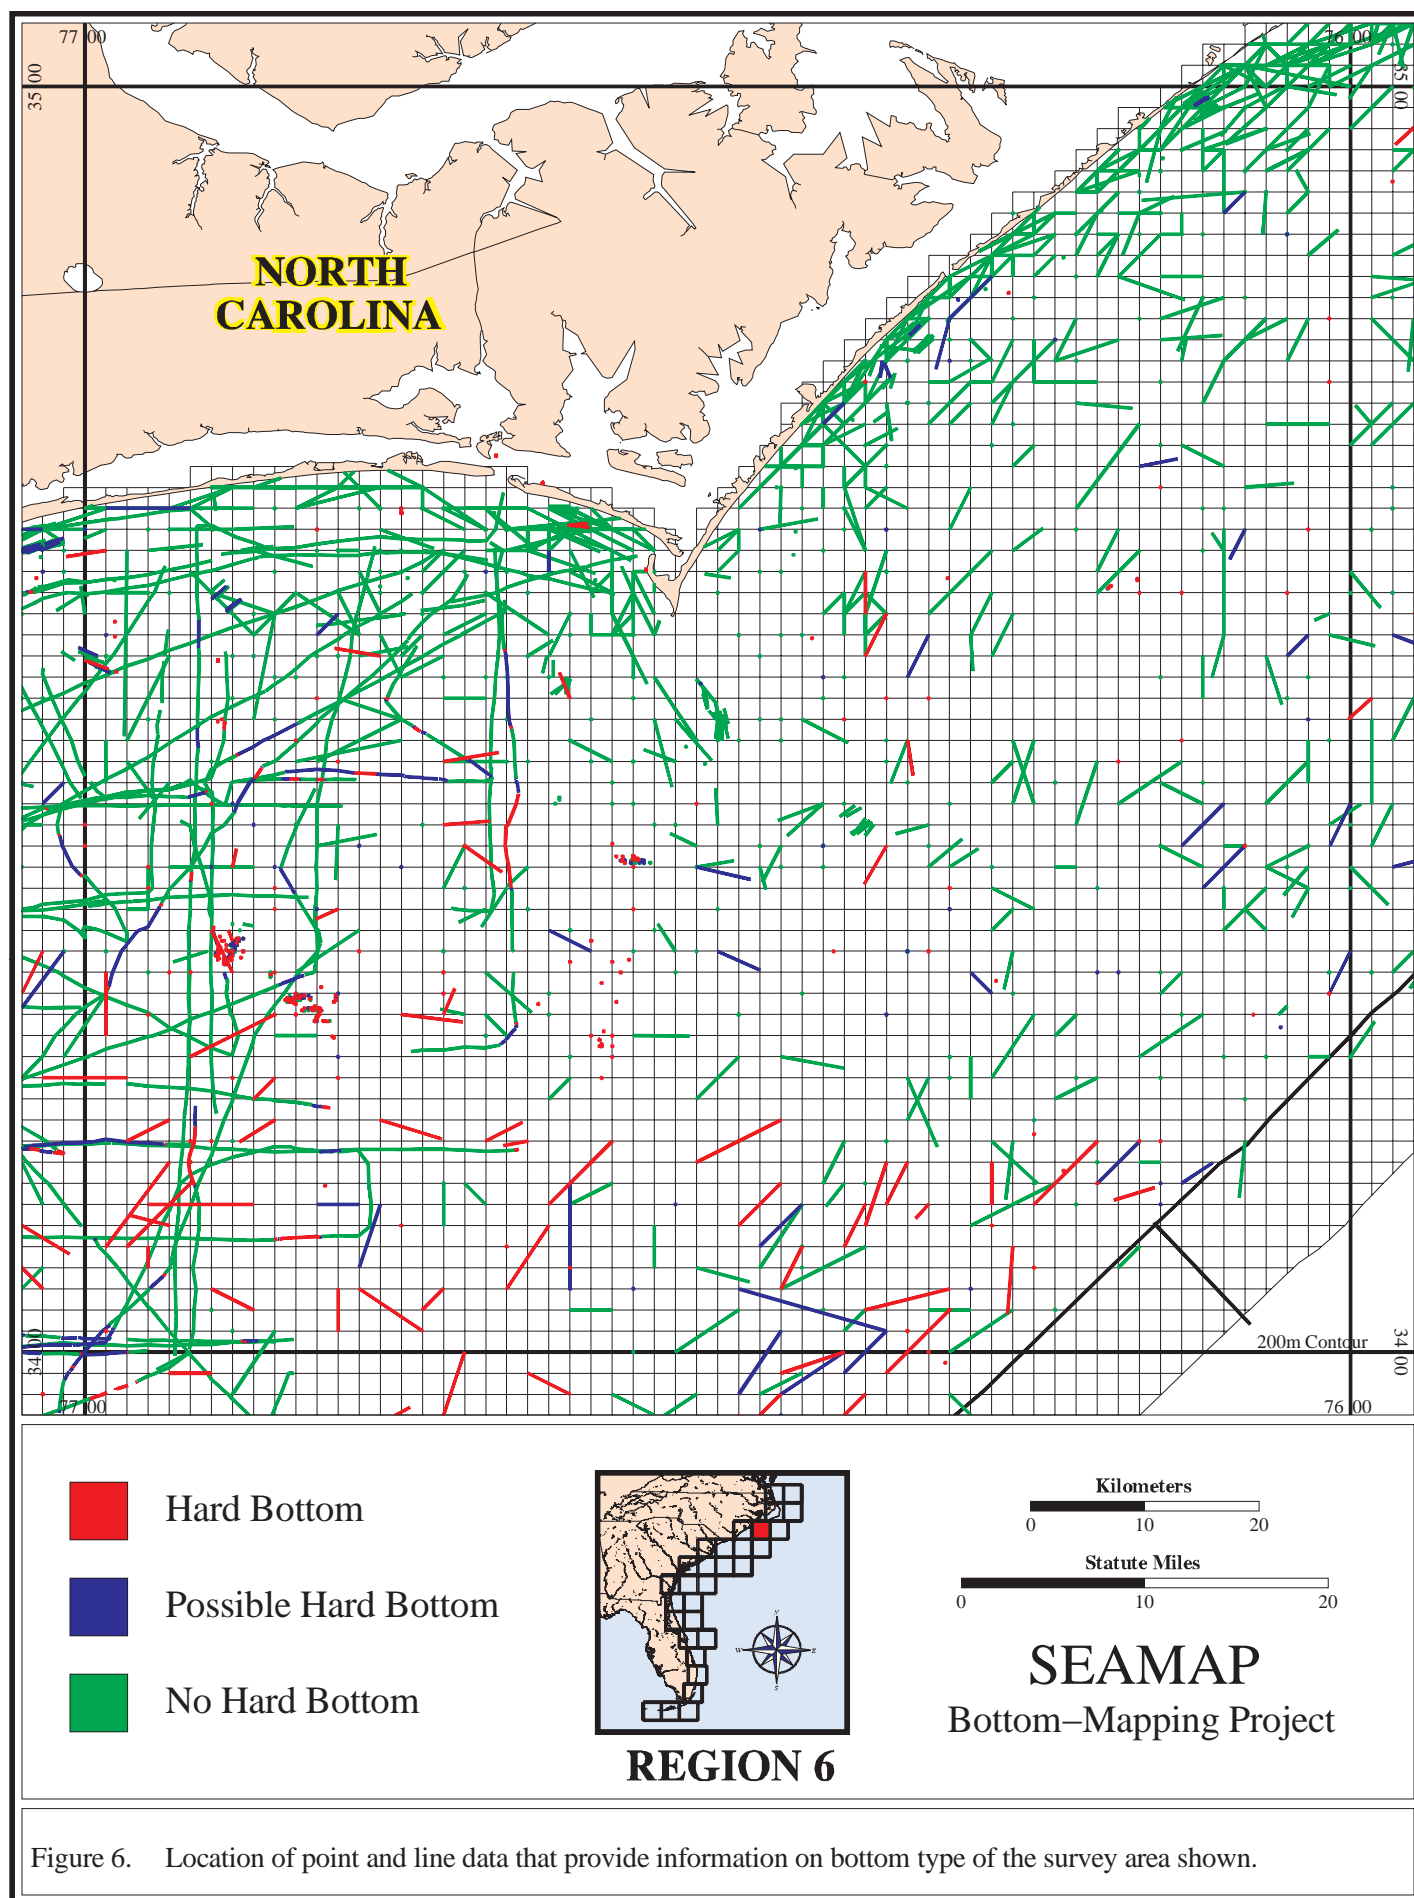 77 00
76 00
35 00
35 00
NORTH
CAROLINA
200m Contour
34 00
34 00
77 00
76 00
Hard Bottom
Possible Hard Bottom
No Hard Bottom
N
W
E
S
REGION 6
Kilometers
0 10 20
Statute Miles
0 10 20
SEAMAP
Bottom–Mapping Project
Figure 6. Location of point and line data that provide information on bottom type of the survey area shown.